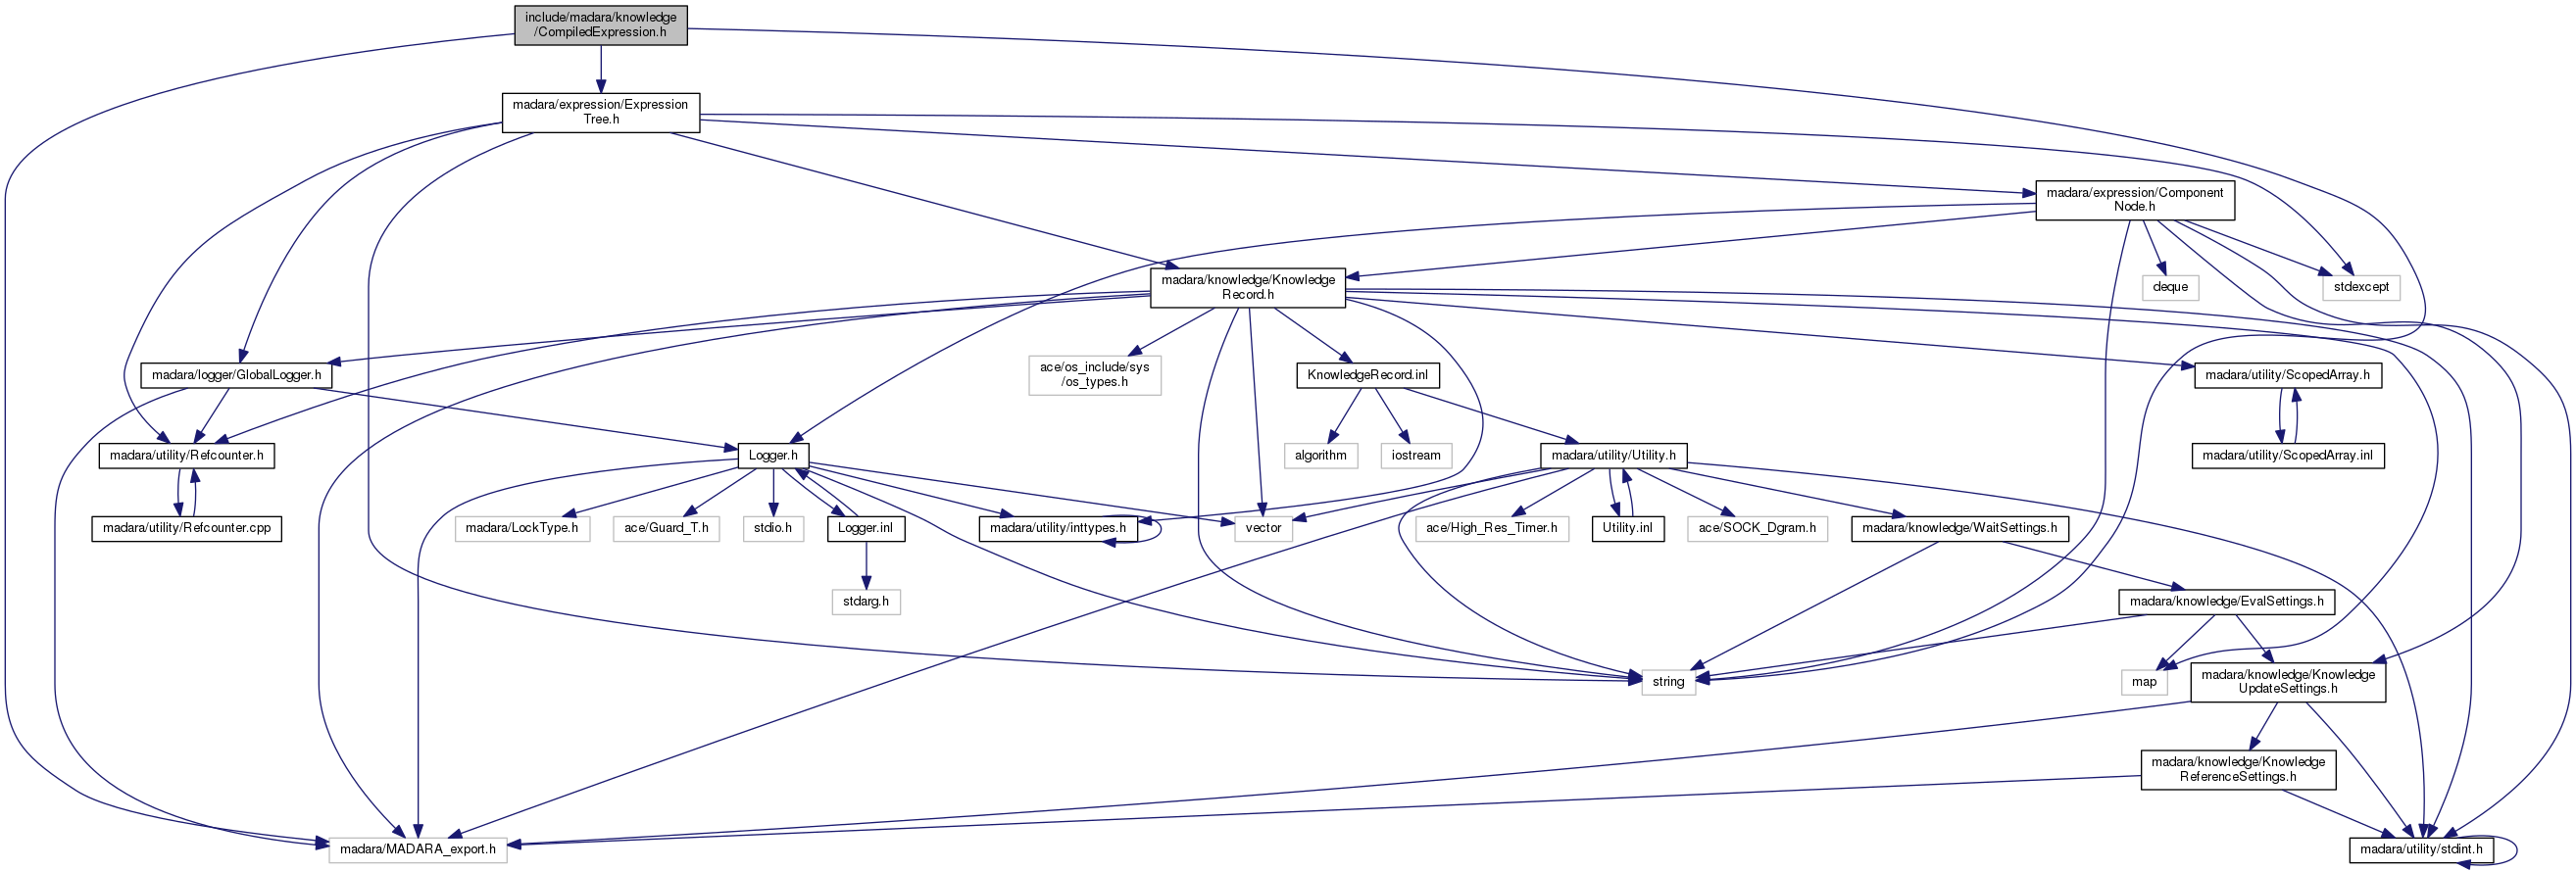 include/madara/knowledge
/CompiledExpression.h
madara/expression/Expression
Tree.h
madara/expression/Component
Node.h
madara/knowledge/Knowledge
Record.h
deque
stdexcept
madara/logger/GlobalLogger.h
ace/os_include/sys
/os_types.h
KnowledgeRecord.inl
madara/utility/ScopedArray.h
madara/utility/Refcounter.h
Logger.h
algorithm
iostream
madara/utility/Utility.h
madara/utility/ScopedArray.inl
madara/utility/Refcounter.cpp
madara/LockType.h
ace/Guard_T.h
stdio.h
Logger.inl
madara/utility/inttypes.h
vector
ace/High_Res_Timer.h
Utility.inl
ace/SOCK_Dgram.h
madara/knowledge/WaitSettings.h
stdarg.h
madara/knowledge/EvalSettings.h
string
map
madara/knowledge/Knowledge
UpdateSettings.h
madara/knowledge/Knowledge
ReferenceSettings.h
madara/MADARA_export.h
madara/utility/stdint.h